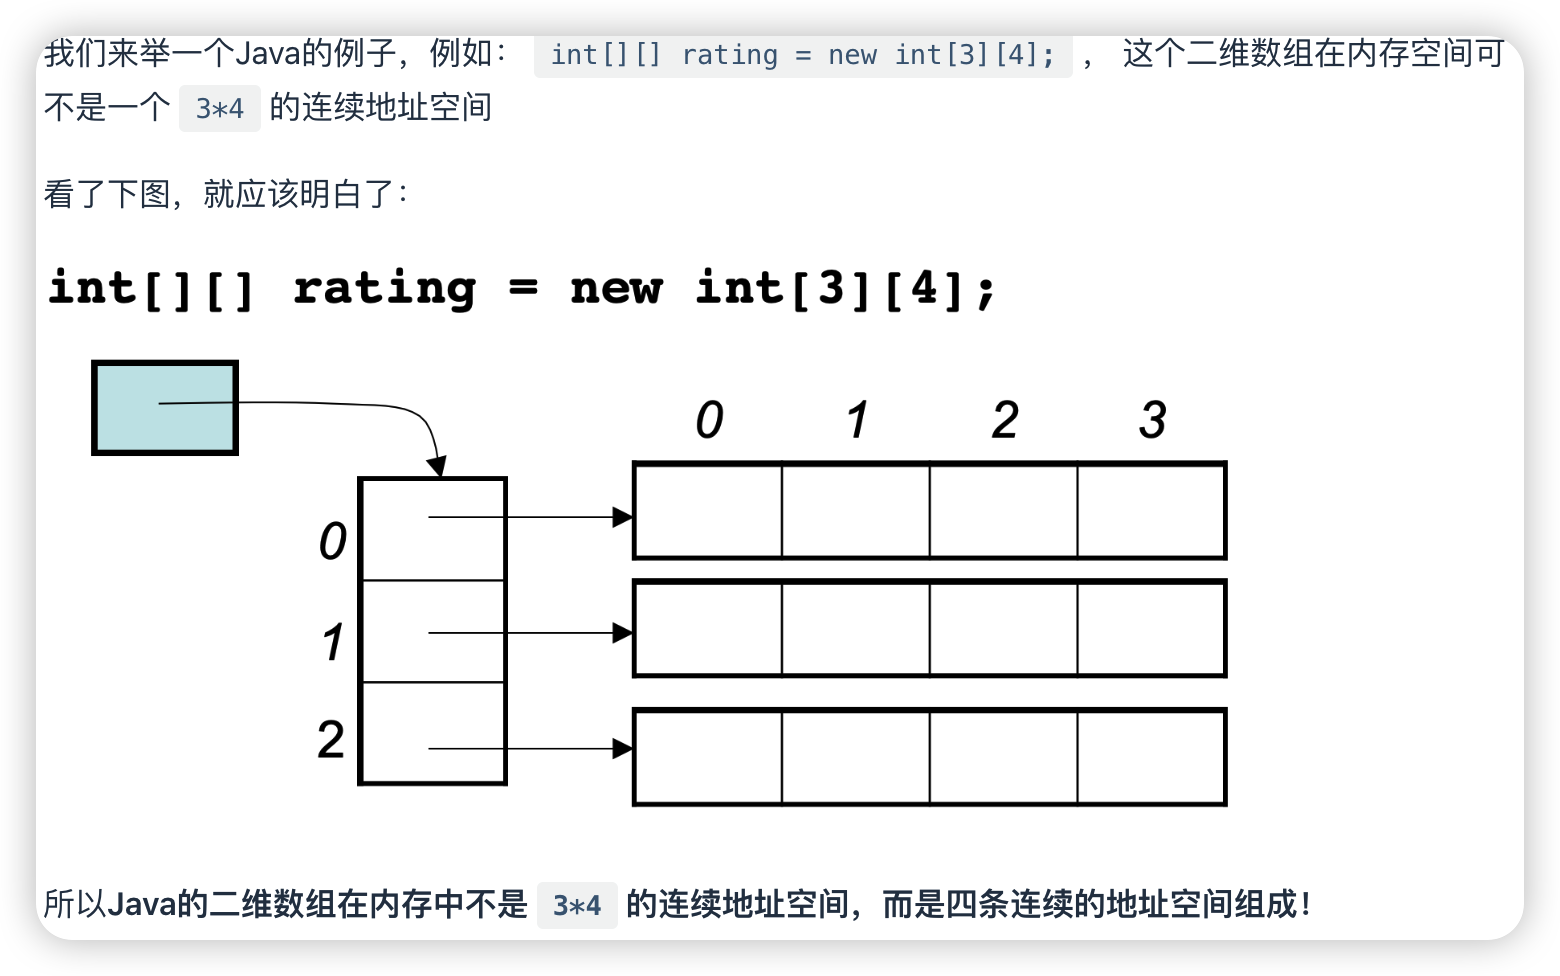 我们来举一个Java的例子，例如： int[][] rating = new int[3][4]; ， 这个二维数组在内存空间可
不是一个 3*4 的连续地址空间
看了下图，就应该明白了：
int[][] rating = new int[3][4];
0 1 2 3
0
1
2
所以Java的二维数组在内存中不是 3*4 的连续地址空间，而是四条连续的地址空间组成！